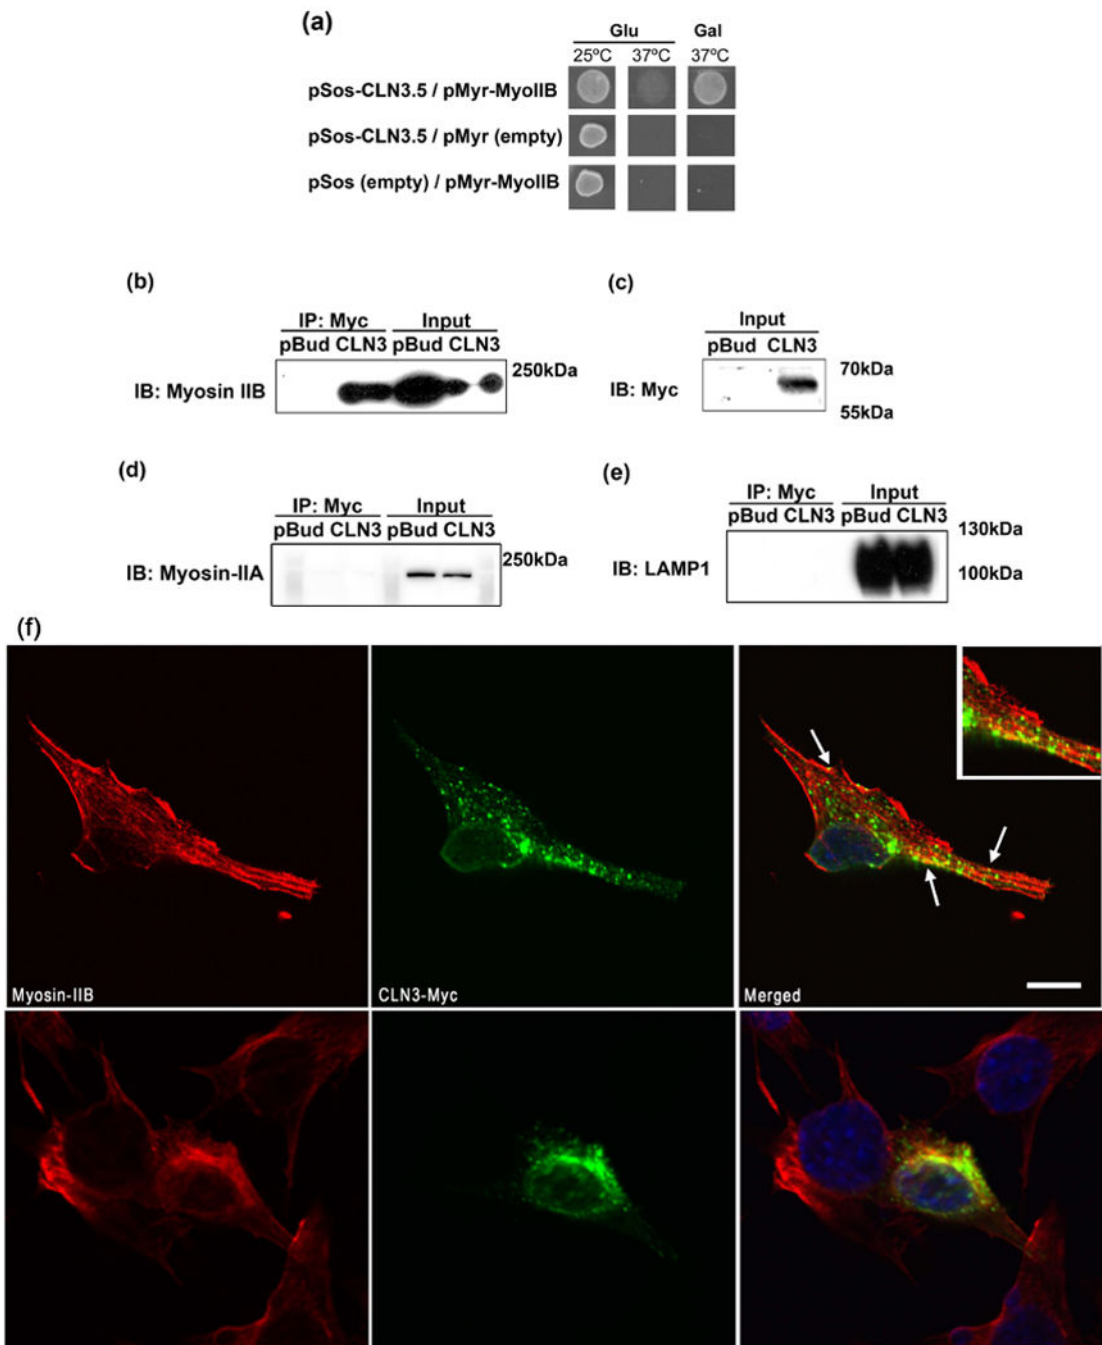 (a)
Glu Gal
25ºC 37ºC 37ºC
pSos-CLN3.5 / pMyr-MyoIIB
pSos-CLN3.5 / pMyr (empty)
pSos (empty) / pMyr-MyoIIB
(b)
IP: Myc Input
pBud CLN3 pBud CLN3
250kDa
IB: Myosin IIB
(c)
Input
pBud CLN3
70kDa
IB: Myc
55kDa
(d)
IP: Myc Input
pBud CLN3 pBud CLN3
250kDa
IB: Myosin-IIA
(e)
IP: Myc Input
pBud CLN3 pBud CLN3
130kDa
IB: LAMP1
100kDa
(f)
Myosin-IIB CLN3-Myc Merged